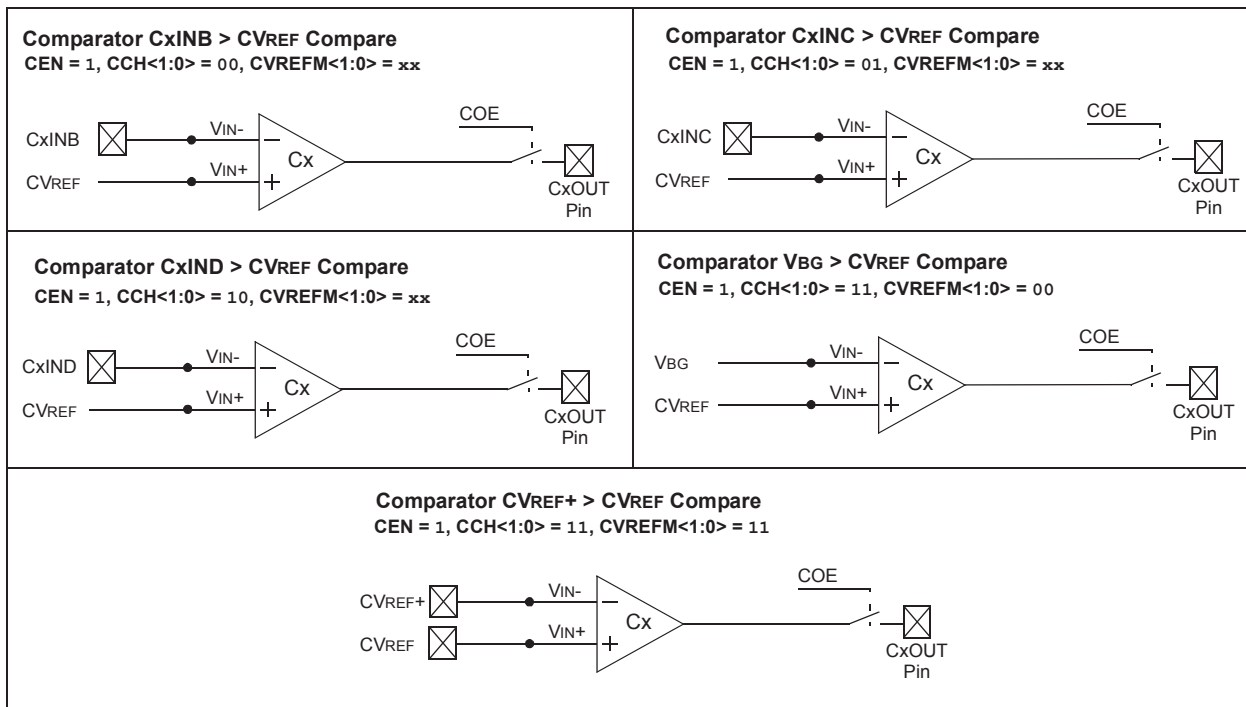 Comparator CxINB > CVREF Compare
CEN = 1, CCH<1:0> = 00, CVREFM<1:0> = xx
COE
CxINB
VIN-
Cx
CVREF
VIN+
CxOUT
Pin
Comparator CxINC > CVREF Compare
CEN = 1, CCH<1:0> = 01, CVREFM<1:0> = xx
COE
CxINC
VIN-
Cx
CVREF
VIN+
CxOUT
Pin
Comparator CxIND > CVREF Compare
CEN = 1, CCH<1:0> = 10, CVREFM<1:0> = xx
COE
CxIND
VIN-
Cx
CVREF
VIN+
CxOUT
Pin
Comparator VBG > CVREF Compare
CEN = 1, CCH<1:0> = 11, CVREFM<1:0> = 00
COE
VBG
VIN-
Cx
CVREF
VIN+
CxOUT
Pin
Comparator CVREF+ > CVREF Compare
CEN = 1, CCH<1:0> = 11, CVREFM<1:0> = 11
COE
CVREF+
VIN-
Cx
CVREF
VIN+
CxOUT
Pin